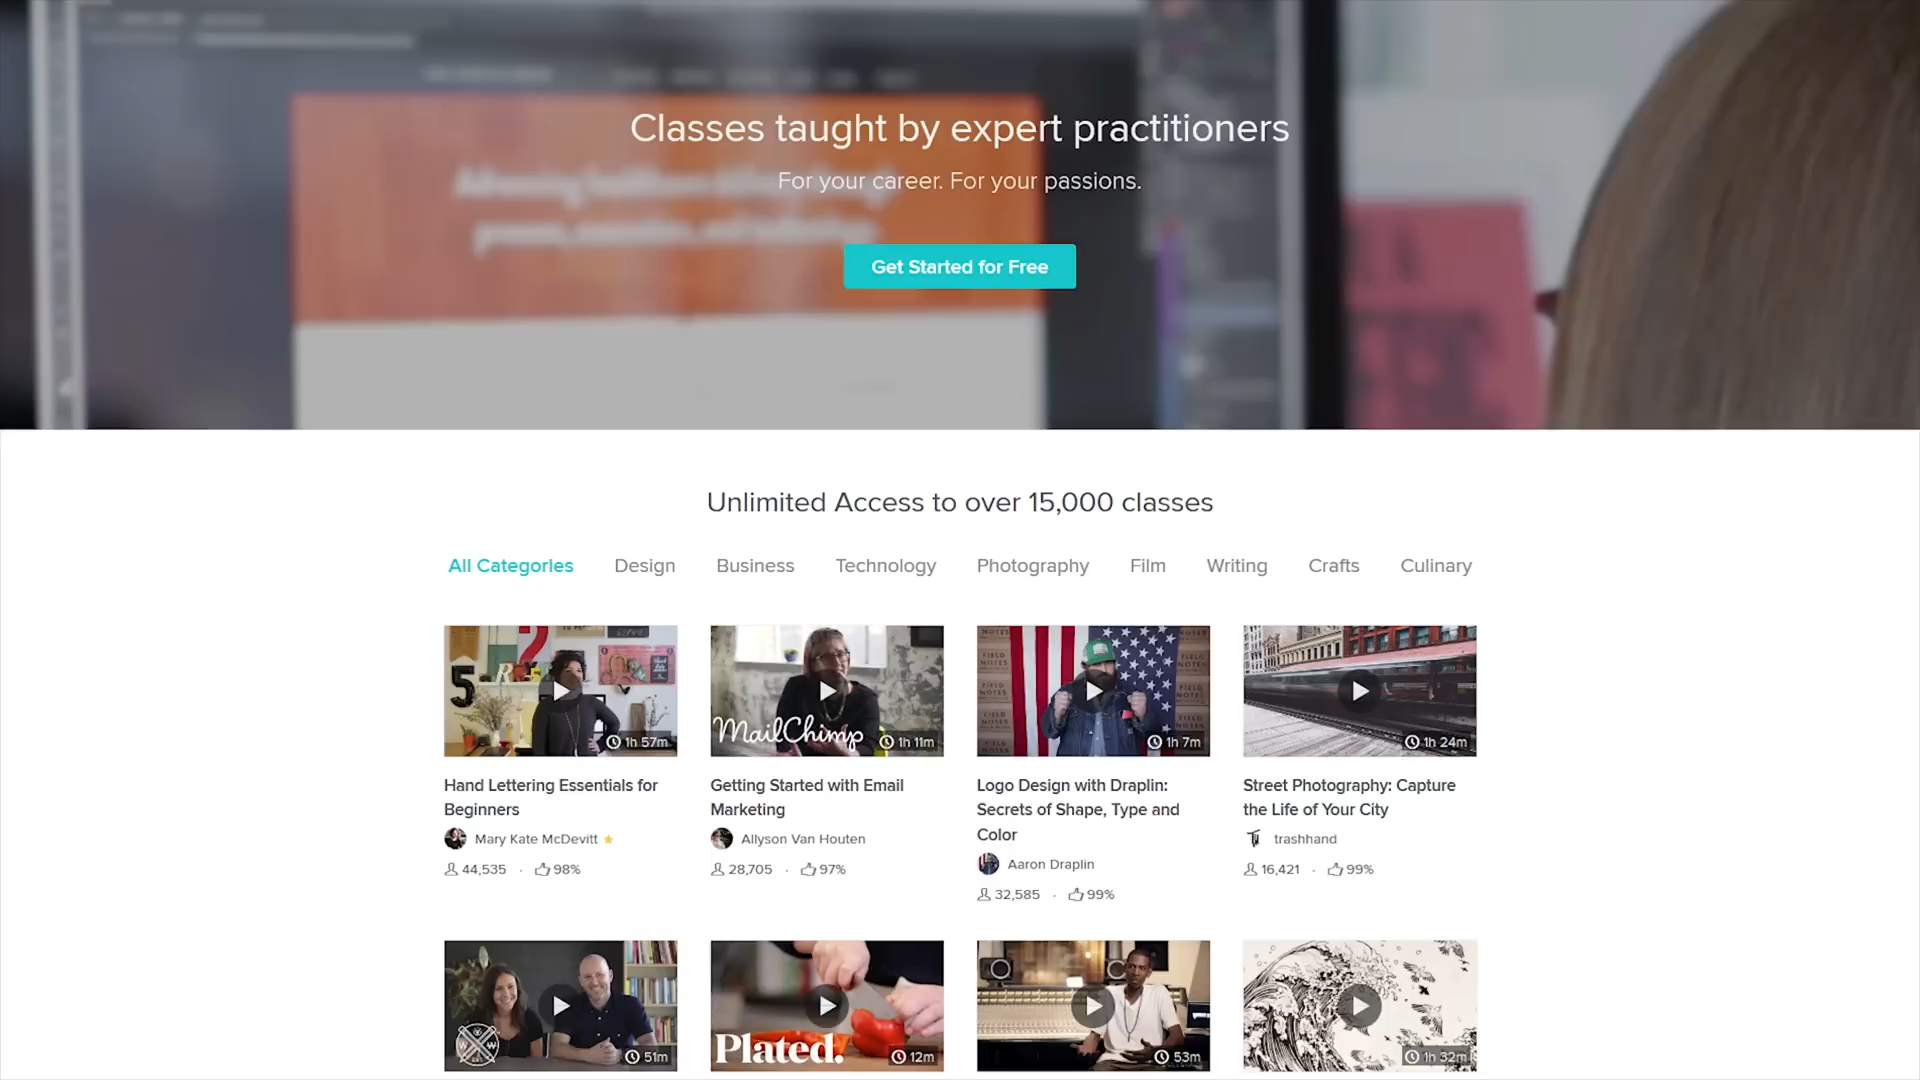 Classes taught by expert practitioners
For your career. For your passions.
Get Started for Free
Unlimited Access to over 15,000 classes
All Categories Design Business Technology Photography Film Writing Crafts Culinary
MailChimp
FIELD NOTES
1h 57m
1h 11m
1h 7m
1h 24m
Hand Lettering Essentials for
Beginners
Mary Kate McDevitt
44,535 · 98%
Getting Started with Email
Marketing
Allyson Van Houten
28,705 · 97%
Logo Design with Draplin:
Secrets of Shape, Type and
Color
Aaron Draplin
32,585 · 99%
Street Photography: Capture
the Life of Your City
trashhand
16,421 · 99%
51m
Plated.
12m
53m
1h 32m